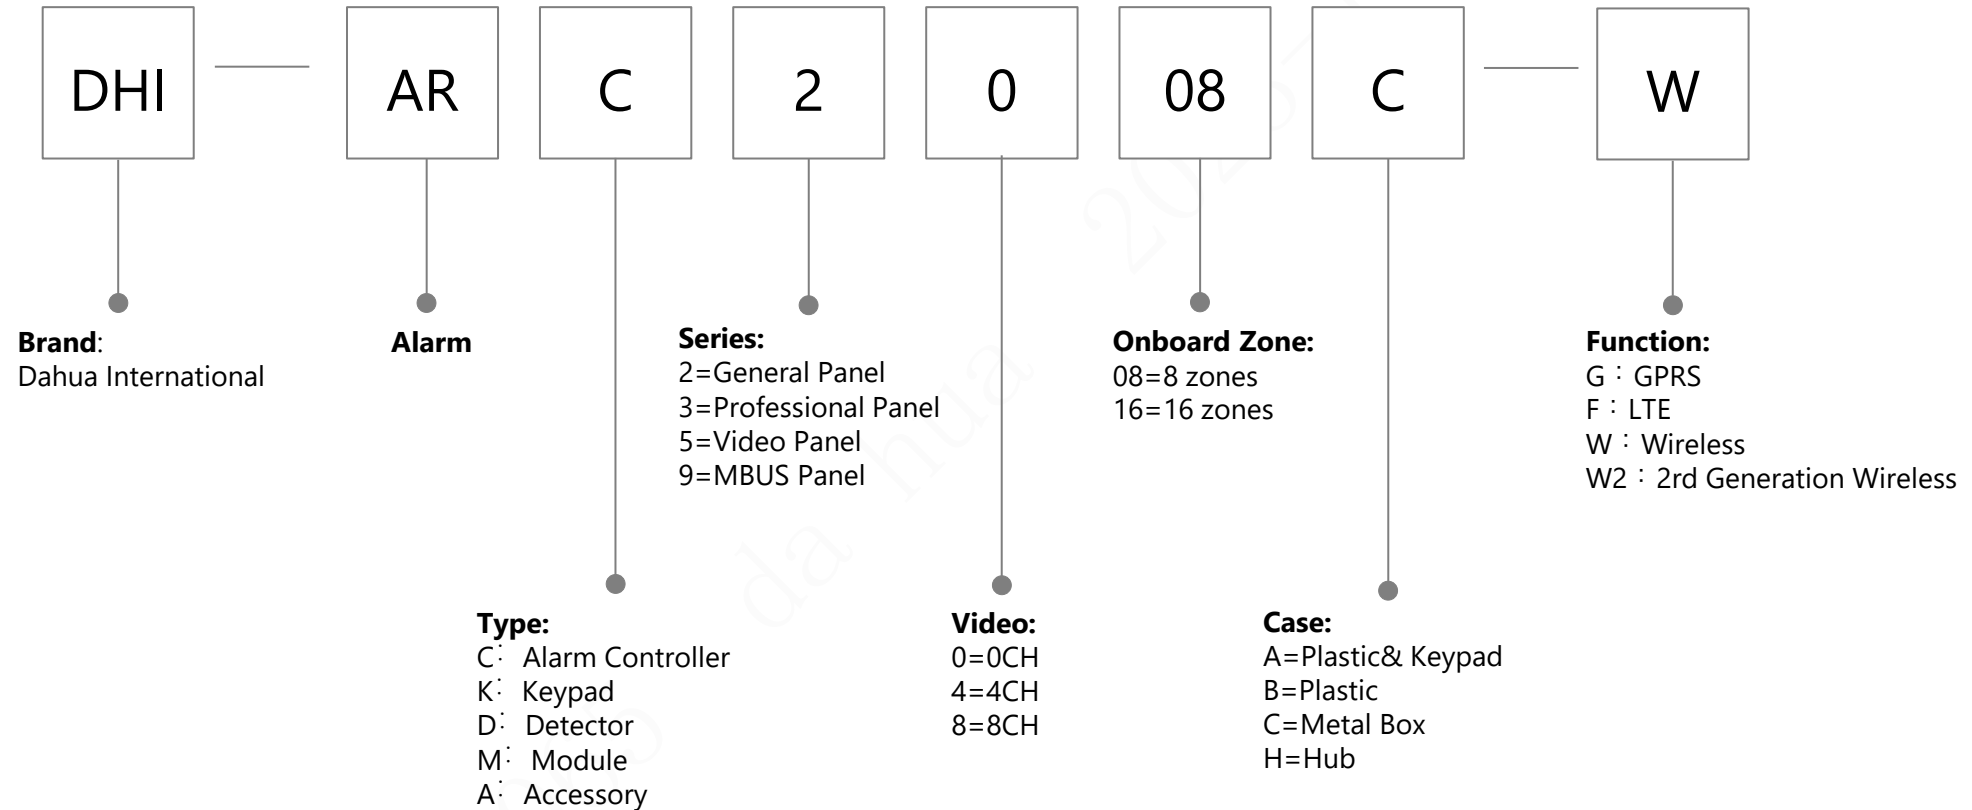 DHI — AR C 2 0 08 C — W
Brand:
Dahua International
Alarm
Series:
2=General Panel
3=Professional Panel
5=Video Panel
9=MBUS Panel
Onboard Zone:
08=8 zones
16=16 zones
Function:
G：GPRS
F：LTE
W：Wireless
W2：2rd Generation Wireless
Type:
C： Alarm Controller
K： Keypad
D： Detector
M： Module
A： Accessory
Video:
0=0CH
4=4CH
8=8CH
Case:
A=Plastic& Keypad
B=Plastic
C=Metal Box
H=Hub
da hua